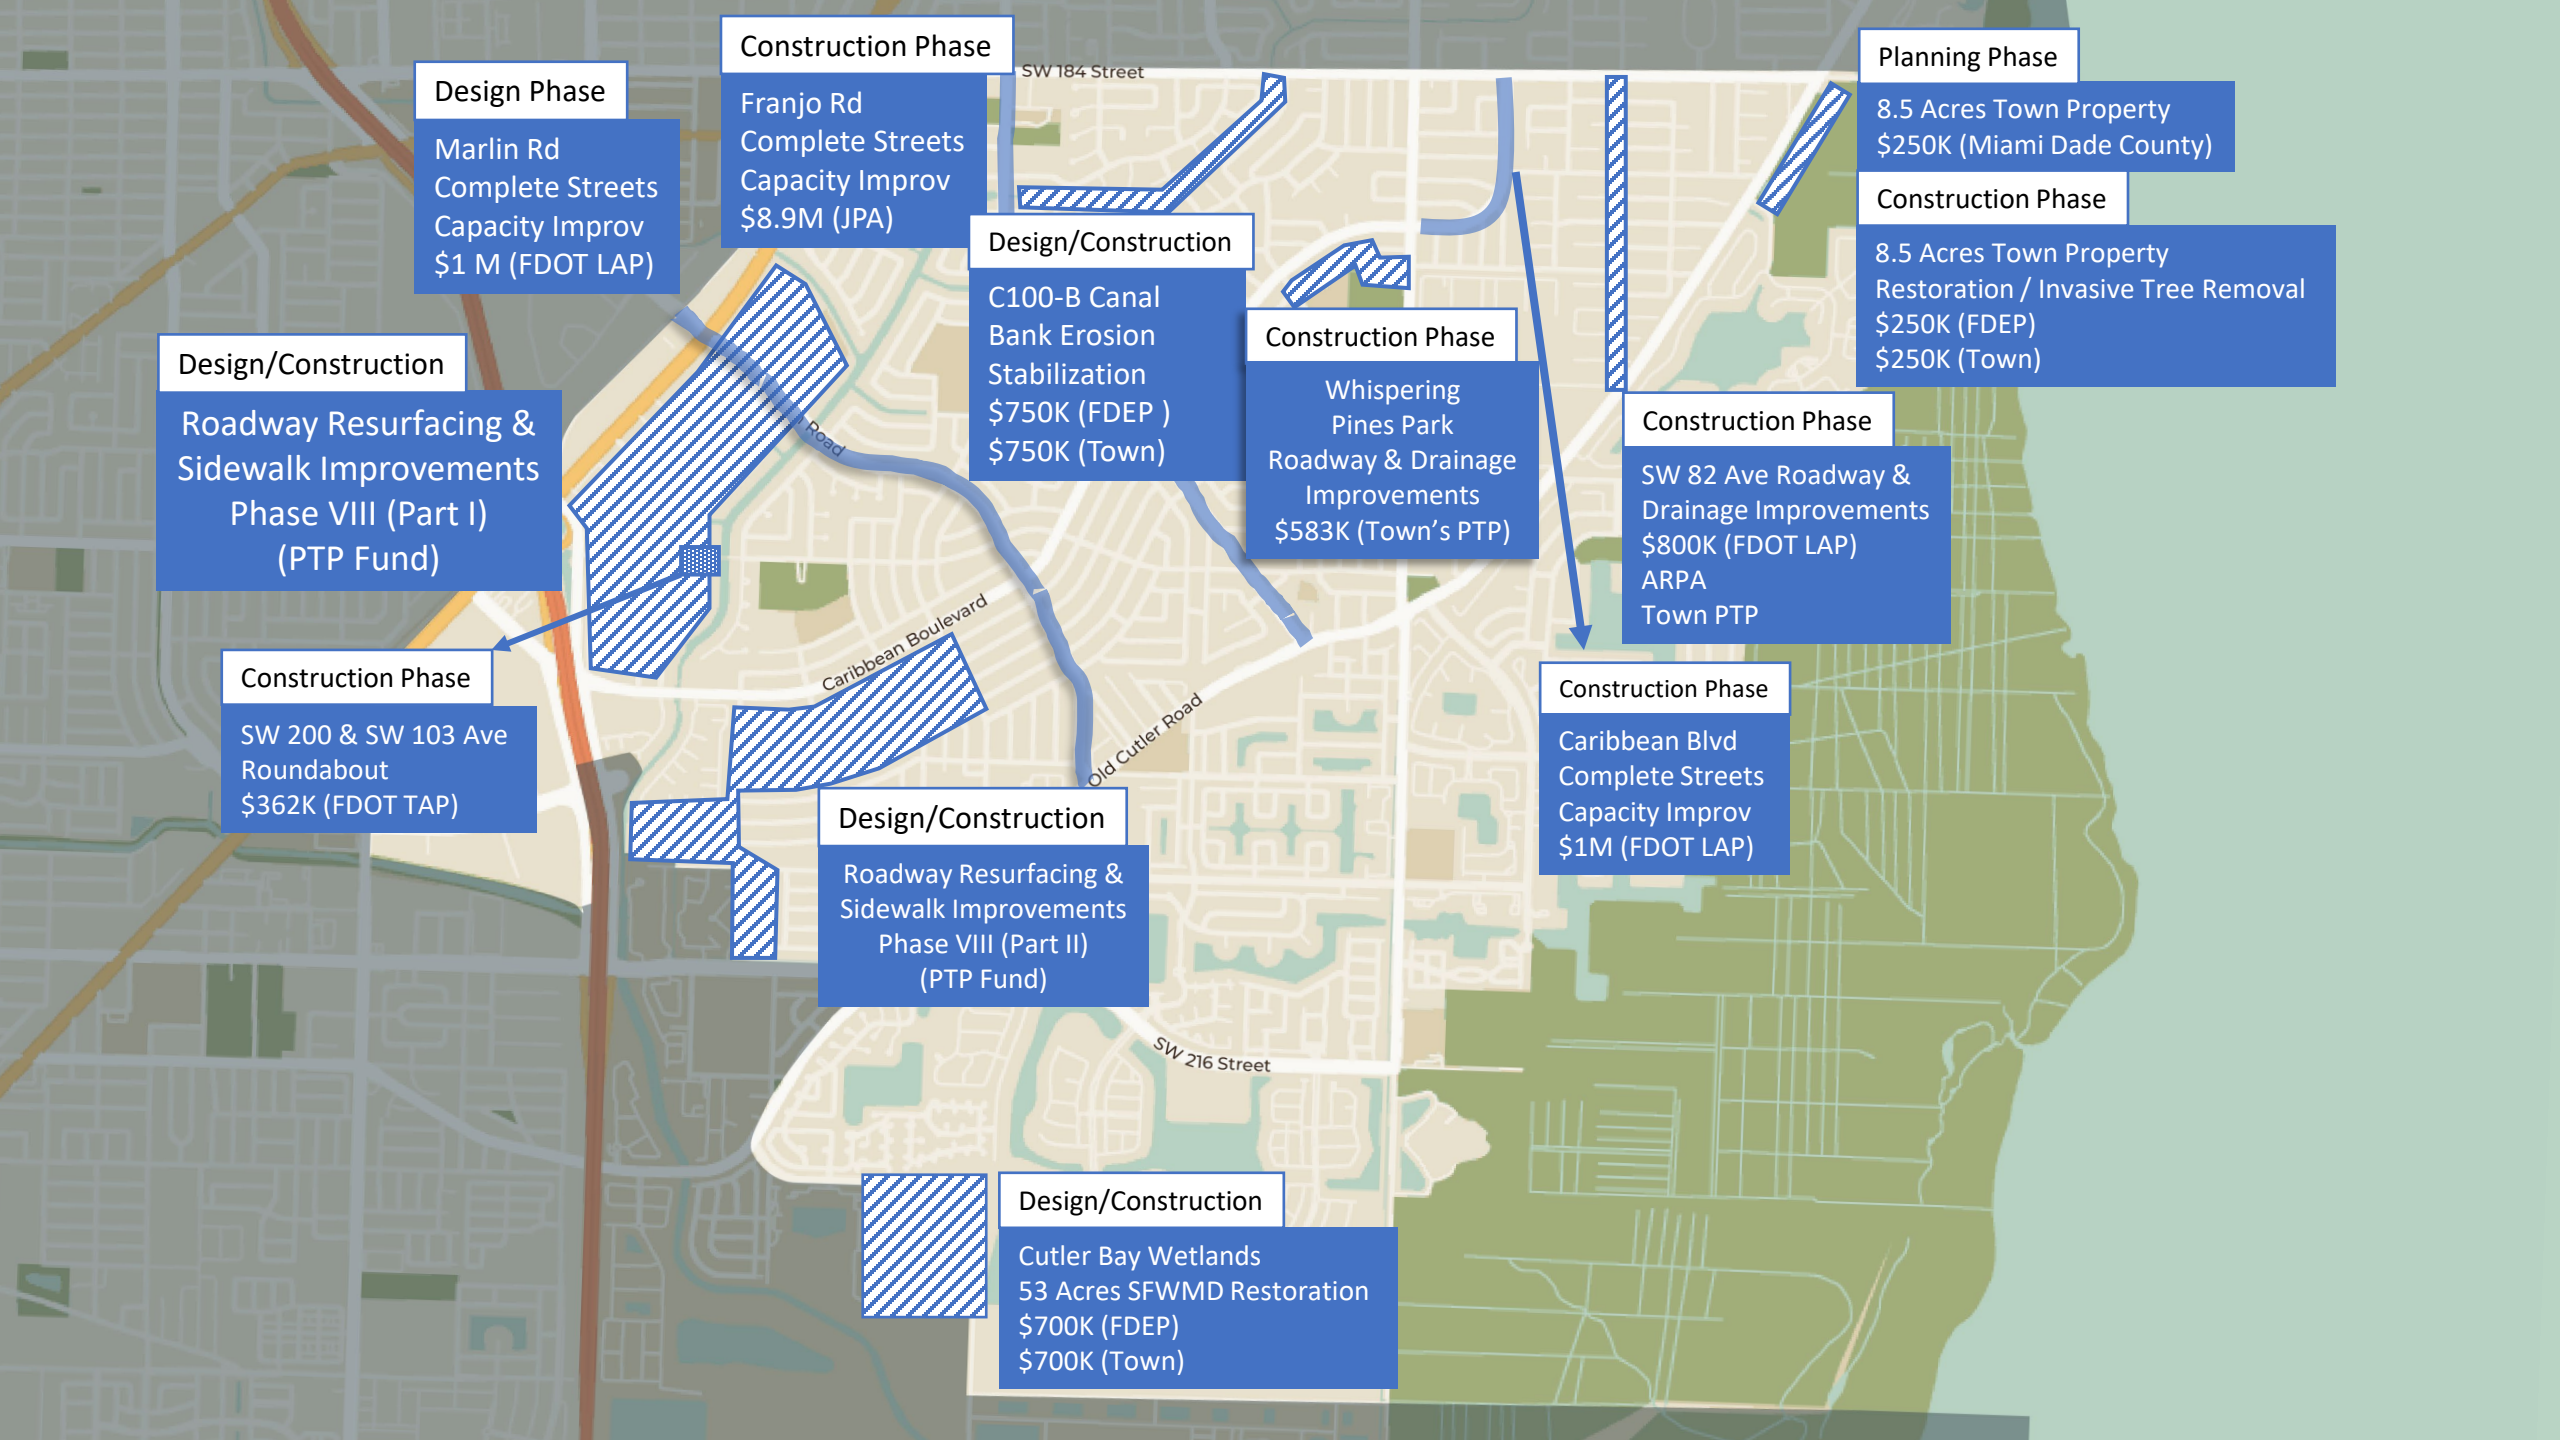 Construction Phase
Franjo Rd
Complete Streets
Capacity Improv
$8.9M (JPA)
SW 184 Street
Planning Phase
8.5 Acres Town Property
$250K (Miami Dade County)
Construction Phase
8.5 Acres Town Property
Restoration / Invasive Tree Removal
$250K (FDEP)
$250K (Town)
Design Phase
Marlin Rd
Complete Streets
Capacity Improv
$1 M (FDOT LAP)
Design/Construction
C100-B Canal
Bank Erosion
Stabilization
$750K (FDEP )
$750K (Town)
Construction Phase
Whispering
Pines Park
Roadway & Drainage
Improvements
$583K (Town’s PTP)
Construction Phase
SW 82 Ave Roadway &
Drainage Improvements
$800K (FDOT LAP)
ARPA
Town PTP
Design/Construction
Roadway Resurfacing &
Sidewalk Improvements
Phase VIII (Part I)
(PTP Fund)
Road
Caribbean Boulevard
Old Cutler Road
Construction Phase
SW 200 & SW 103 Ave
Roundabout
$362K (FDOT TAP)
Construction Phase
Caribbean Blvd
Complete Streets
Capacity Improv
$1M (FDOT LAP)
Design/Construction
Roadway Resurfacing &
Sidewalk Improvements
Phase VIII (Part II)
(PTP Fund)
SW 216 Street
Design/Construction
Cutler Bay Wetlands
53 Acres SFWMD Restoration
$700K (FDEP)
$700K (Town)